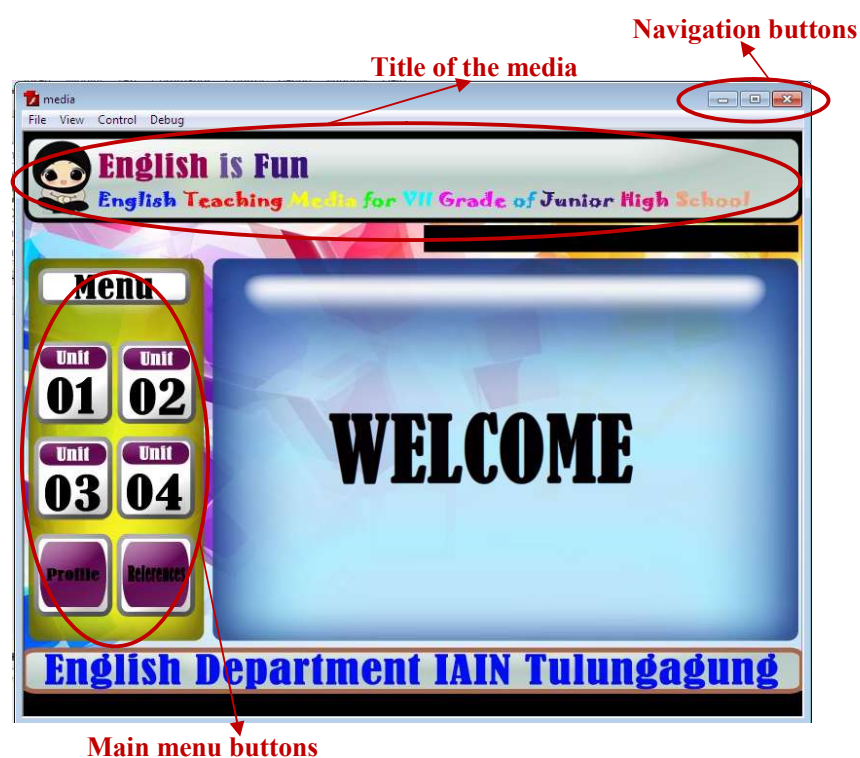 Navigation buttons
Title of the media
media
File View Control Debug
English is Fun
English Teaching Media for VII Grade of Junior High School
Menu
Unit 01
Unit 02
Unit 03
Unit 04
Profile
References
WELCOME
English Department IAIN Tulungagung
Main menu buttons